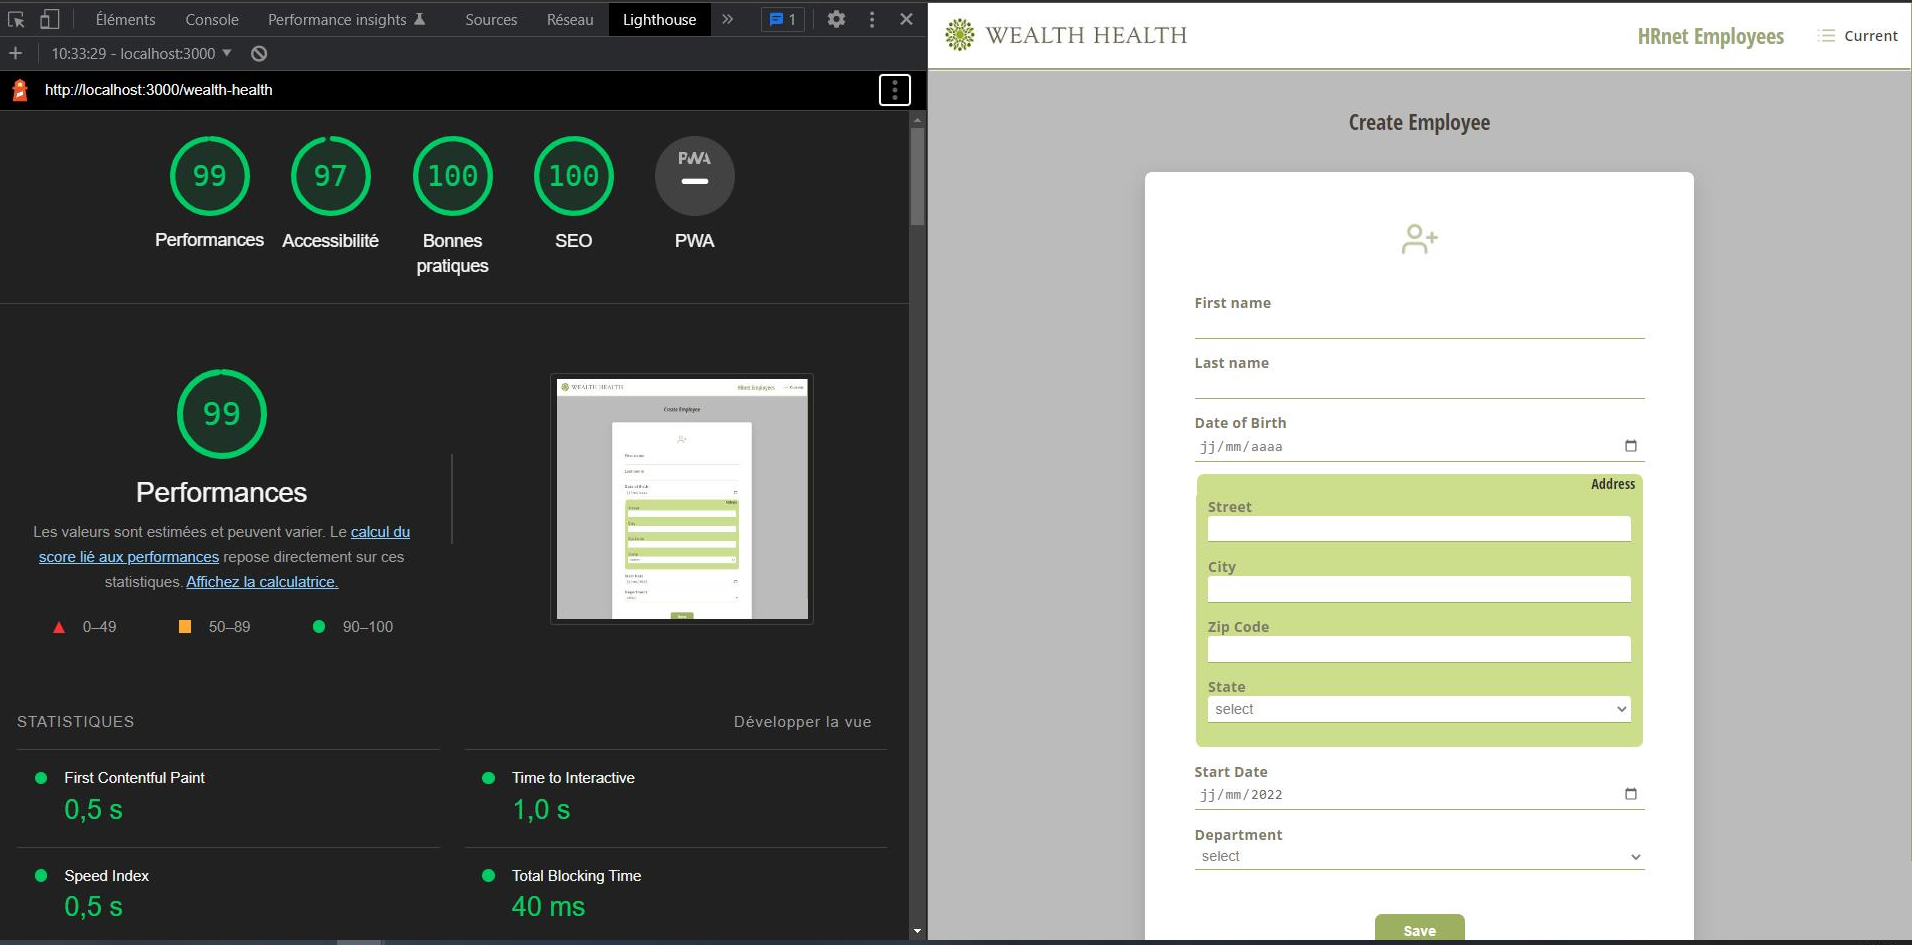 Éléments Console Performance insights Sources Réseau Lighthouse » 1
10:33:29 - localhost:3000
http://localhost:3000/wealth-health
99 97 100 100 PWA
Performances Accessibilité Bonnes pratiques SEO PWA
99
Performances
Les valeurs sont estimées et peuvent varier. Le calcul du
score lié aux performances repose directement sur ces
statistiques. Affichez la calculatrice.
0–49 50–89 90–100
STATISTIQUES Développer la vue
First Contentful Paint Time to Interactive
0,5 s 1,0 s
Speed Index Total Blocking Time
0,5 s 40 ms
WEALTH HEALTH HRnet Employees Current
Create Employee
First name
Last name
Date of Birth
jj/mm/aaaa
Address
Street
City
Zip Code
State
select
Start Date
jj/mm/2022
Department
select
Save